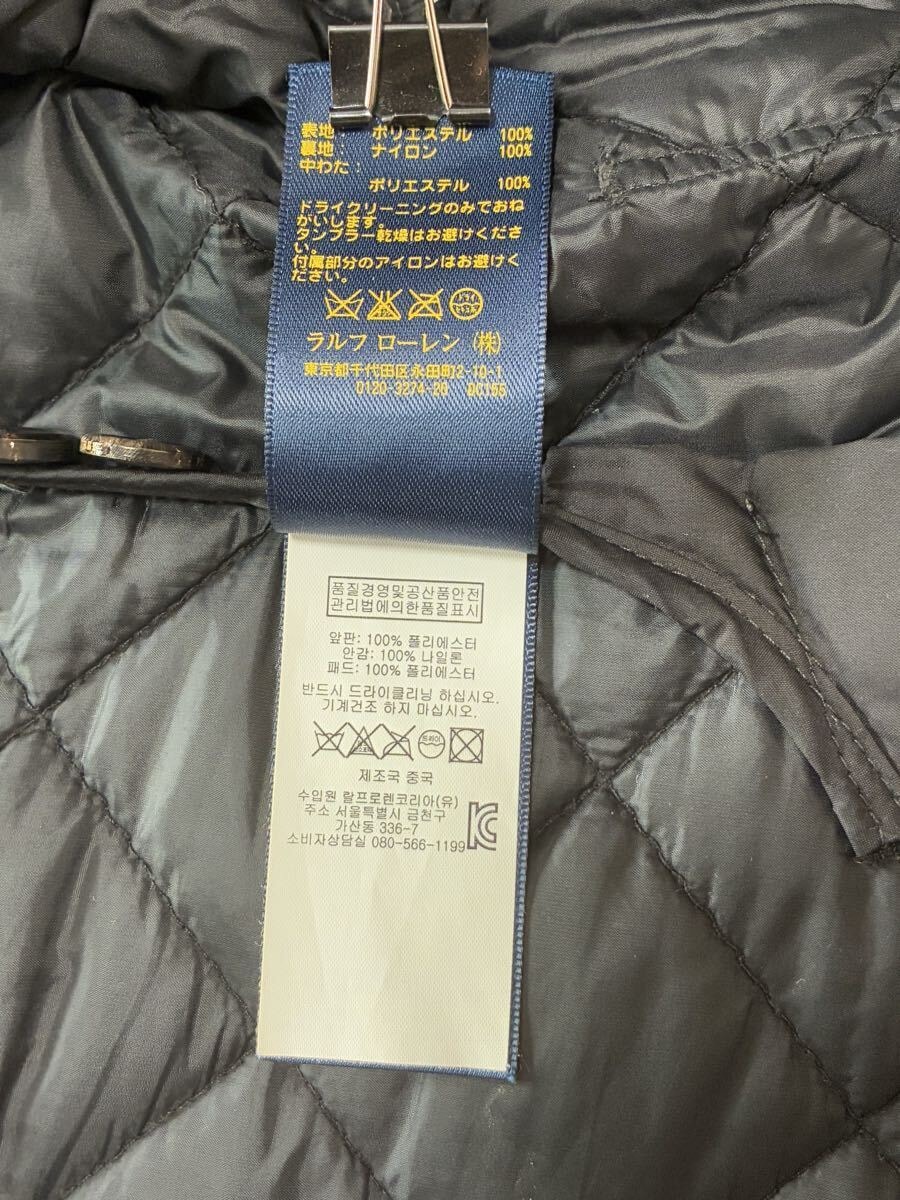 表地: ポリエステル 100%
裏地: ナイロン 100%
中わた:
ポリエステル 100%
ドライクリーニングのみでおね
がいします。
タンブラー乾燥はお避けくださ
い。
付属部分のアイロンはお避けく
ださい。
ラルフ ローレン (株)
東京都千代田区永田町2-10-1
0120-3274-20 DC155
품질경영및공산품안전
관리법에의한품질표시
앞판: 100% 폴리에스터
안감: 100% 나일론
패드: 100% 폴리에스터
반드시 드라이클리닝 하십시오.
기계건조 하지 마십시오.
드라이
제조국 중국
수입원 랄프로렌코리아(유)
주소 서울특별시 금천구
가산동 336-7
소비자상담실 080-566-1199